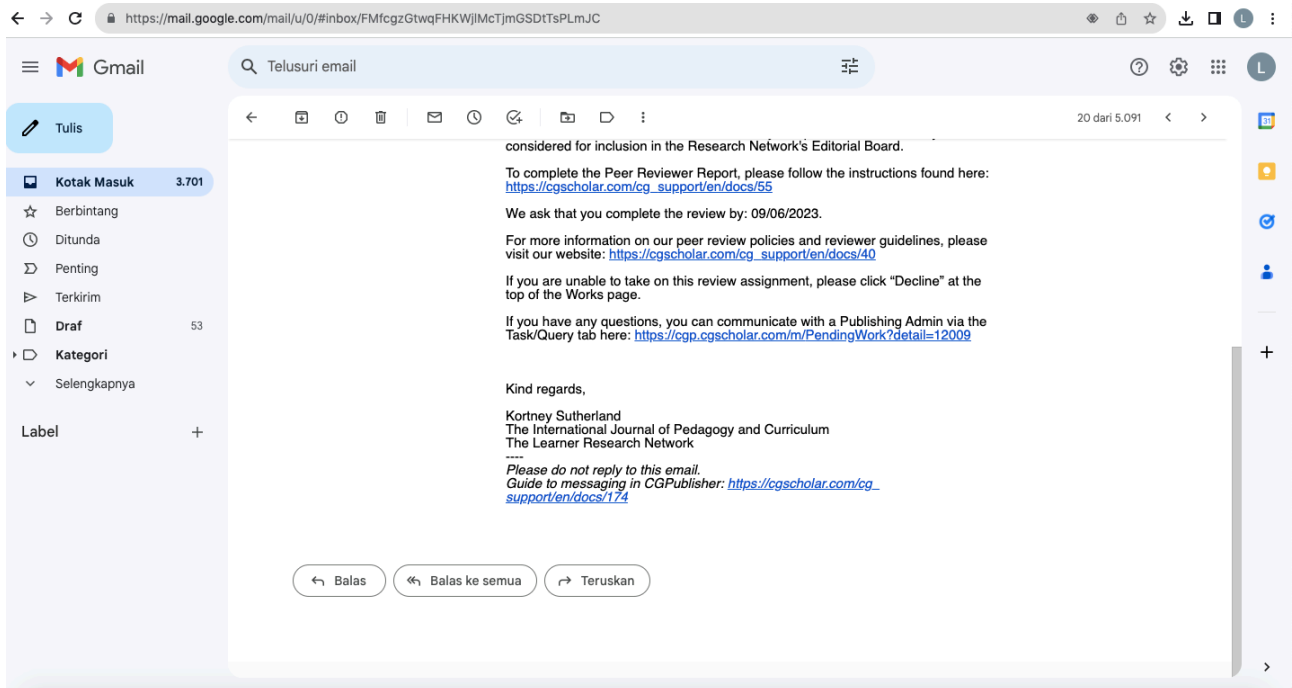 https://mail.google.com/mail/u/0/#inbox/FMfcgzGtwqFHKWjlMcTjmGSDtTsPLmJC
L
Gmail
Telusuri email
L
Tulis
20 dari 5.091
31
Kotak Masuk 3.701
Berbintang
Ditunda
Penting
Terkirim
Draf 53
Kategori
Selengkapnya
Label
considered for inclusion in the Research Network's Editorial Board.
To complete the Peer Reviewer Report, please follow the instructions found here:
https://cgscholar.com/cg_support/en/docs/55
We ask that you complete the review by: 09/06/2023.
For more information on our peer review policies and reviewer guidelines, please
visit our website: https://cgscholar.com/cg_support/en/docs/40
If you are unable to take on this review assignment, please click “Decline” at the
top of the Works page.
If you have any questions, you can communicate with a Publishing Admin via the
Task/Query tab here: https://cgp.cgscholar.com/m/PendingWork?detail=12009
Kind regards,
Kortney Sutherland
The International Journal of Pedagogy and Curriculum
The Learner Research Network
----
Please do not reply to this email.
Guide to messaging in CGPublisher: https://cgscholar.com/cg_
support/en/docs/174
Balas
Balas ke semua
Teruskan